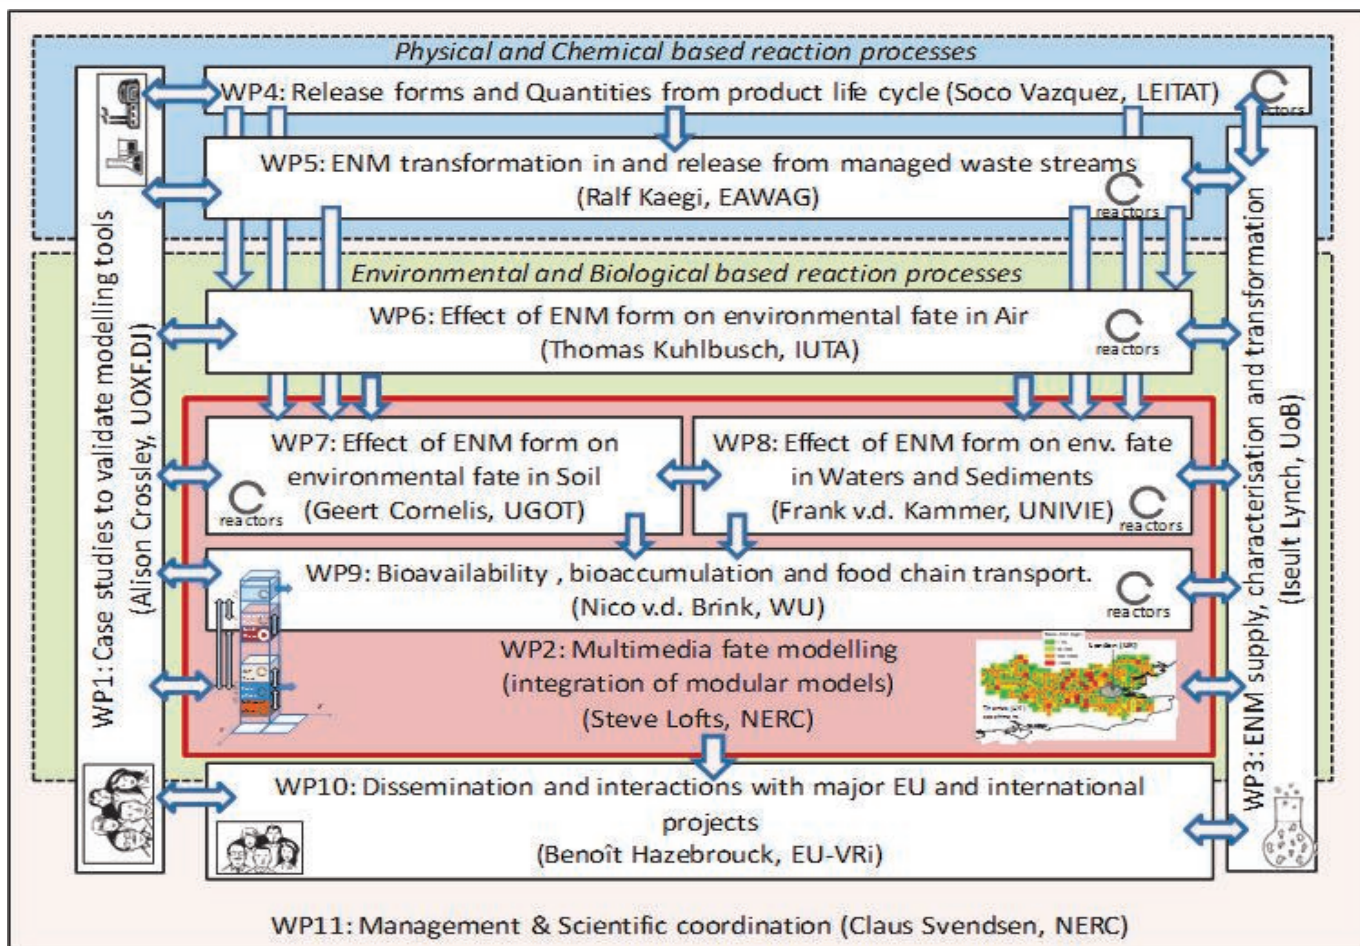 Physical and Chemical based reaction processes
WP4: Release forms and Quantities from product life cycle (Soco Vazquez, LEITAT)
WP5: ENM transformation in and release from managed waste streams
(Ralf Kaegi, EAWAG)
reactors
Environmental and Biological based reaction processes
WP6: Effect of ENM form on environmental fate in Air
(Thomas Kuhlbusch, IUTA)
reactors
WP7: Effect of ENM form on
environmental fate in Soil
(Geert Cornelis, UGOT)
reactors
WP8: Effect of ENM form on env. fate
in Waters and Sediments
(Frank v.d. Kammer, UNIVIE)
reactors
WP9: Bioavailability , bioaccumulation and food chain transport.
(Nico v.d. Brink, WU)
reactors
WP2: Multimedia fate modelling
(integration of modular models)
(Steve Lofts, NERC)
London (UK)
WP10: Dissemination and interactions with major EU and international
projects
(Benoît Hazebrouck, EU-VRi)
WP1: Case studies to validate modelling tools
(Alison Crossley, UOXF.DJ)
WP3: ENM supply, characterisation and transformation
(Iseult Lynch, UoB)
WP11: Management & Scientific coordination (Claus Svendsen, NERC)